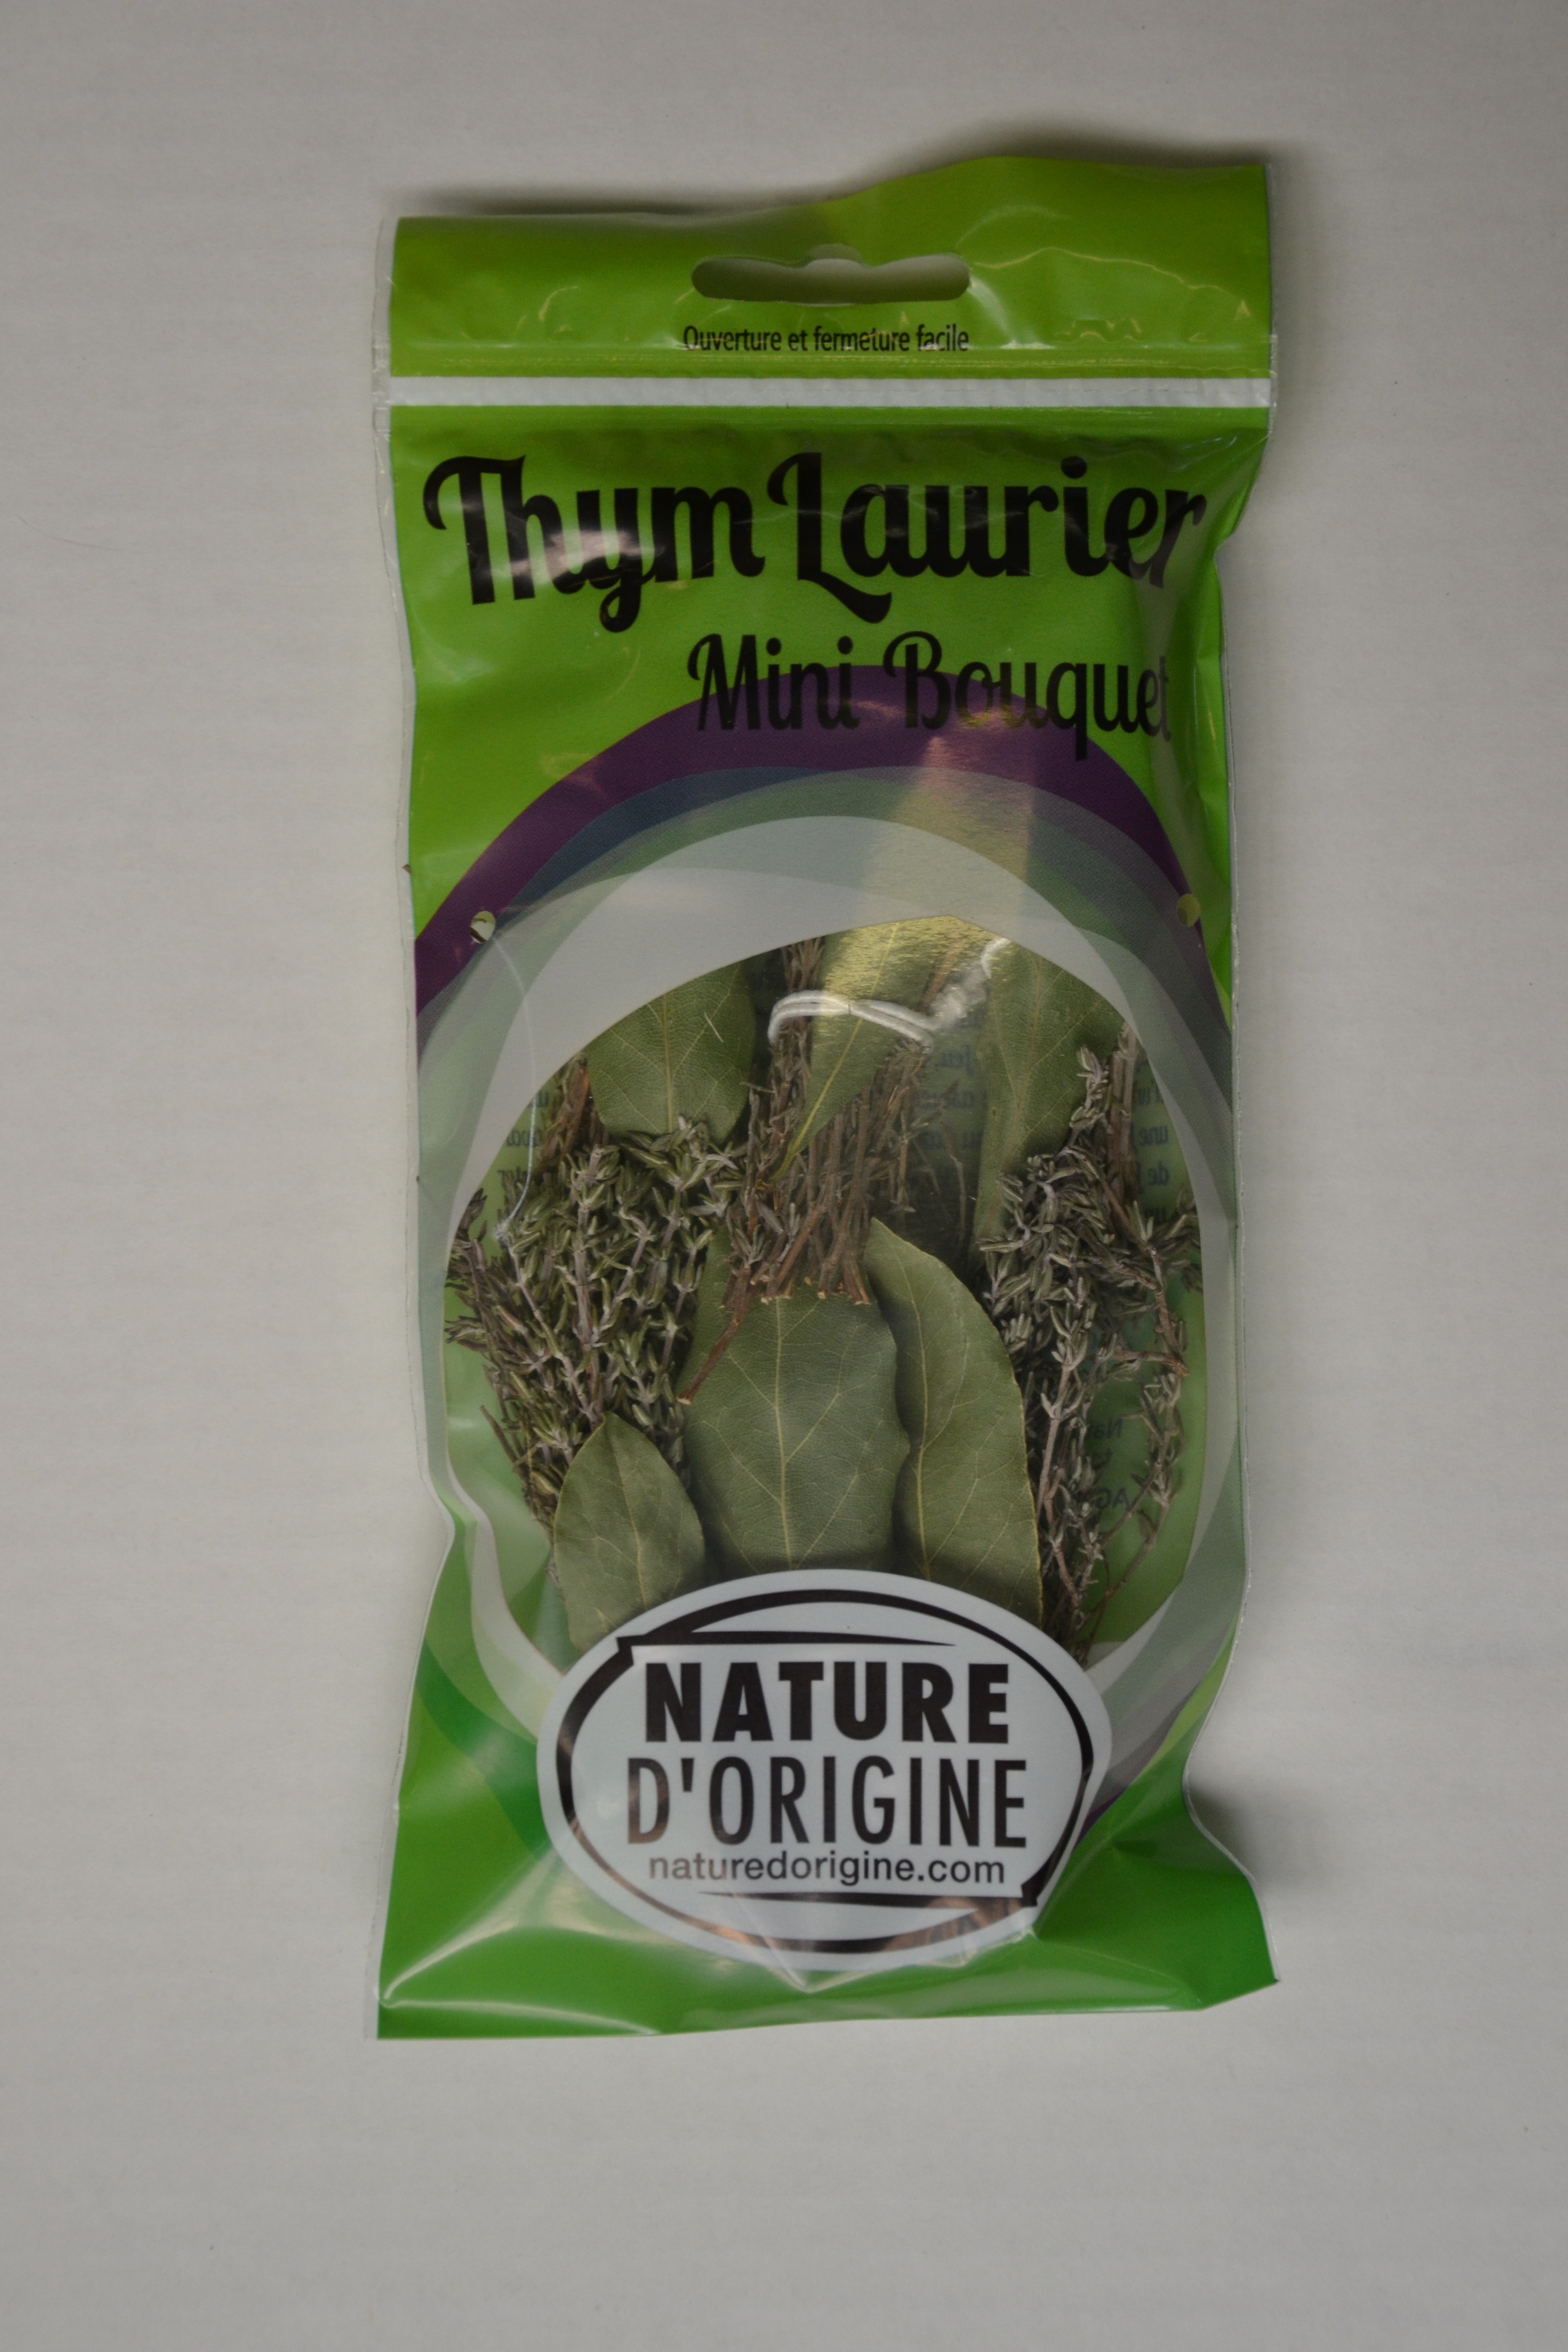 Ouverture et fermeture facile
Thym Laurier
Mini Bouquet
NATURE
D'ORIGINE
naturedorigine.com